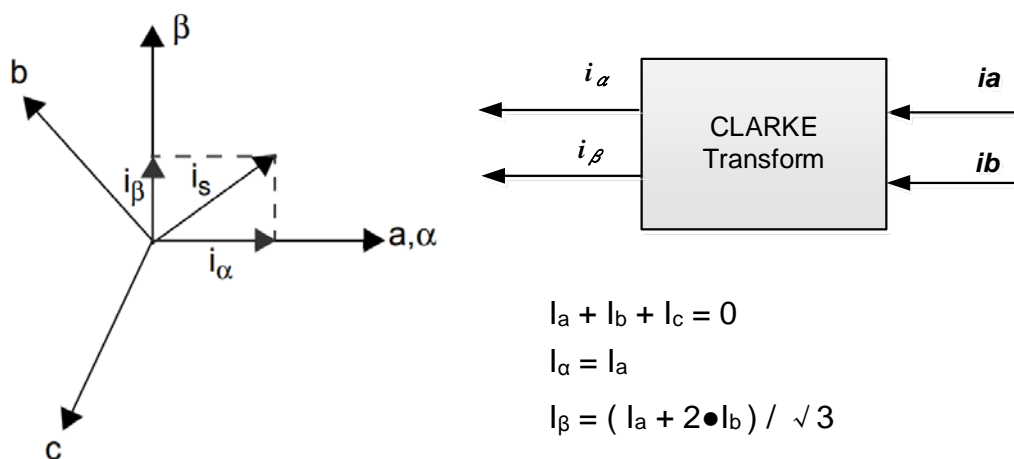 β
b
iβ
is
a,α
iα
c
iα
iβ
CLARKE
Transform
ia
ib
Ia + Ib + Ic = 0
Iα = Ia
Iβ = ( Ia + 2●Ib ) / √3